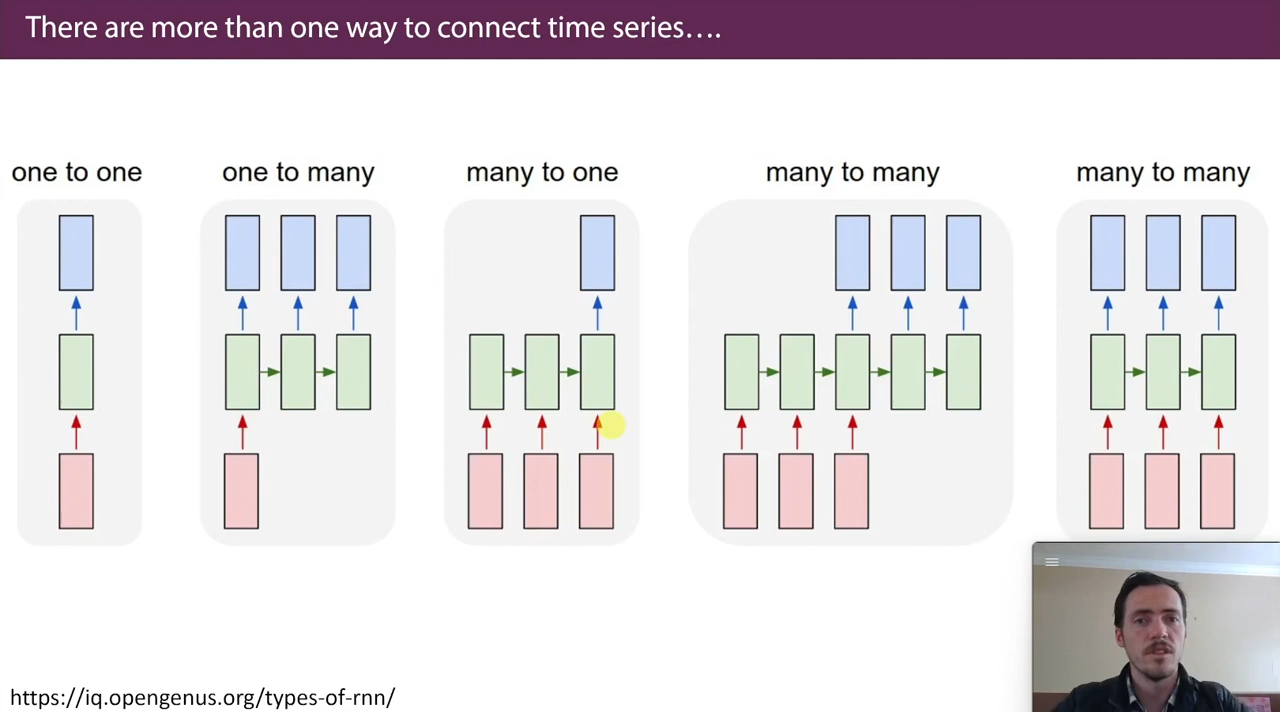 There are more than one way to connect time series….
one to one
one to many
many to one
many to many
many to many
https://iq.opengenus.org/types-of-rnn/